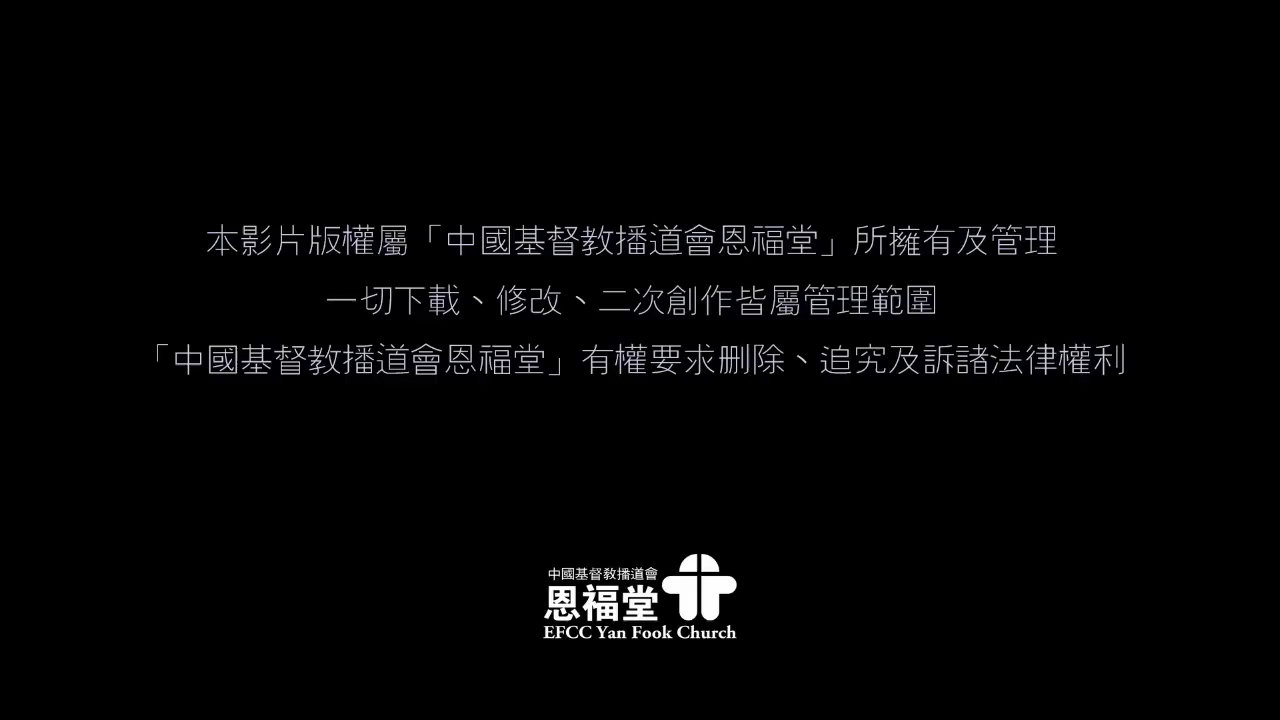 本影片版權屬「中國基督教播道會恩福堂」所擁有及管理
一切下載、修改、二次創作皆屬管理範圍
「中國基督教播道會恩福堂」有權要求刪除、追究及訴諸法律權利
中國基督教播道會
恩福堂
EFCC Yan Fook Church